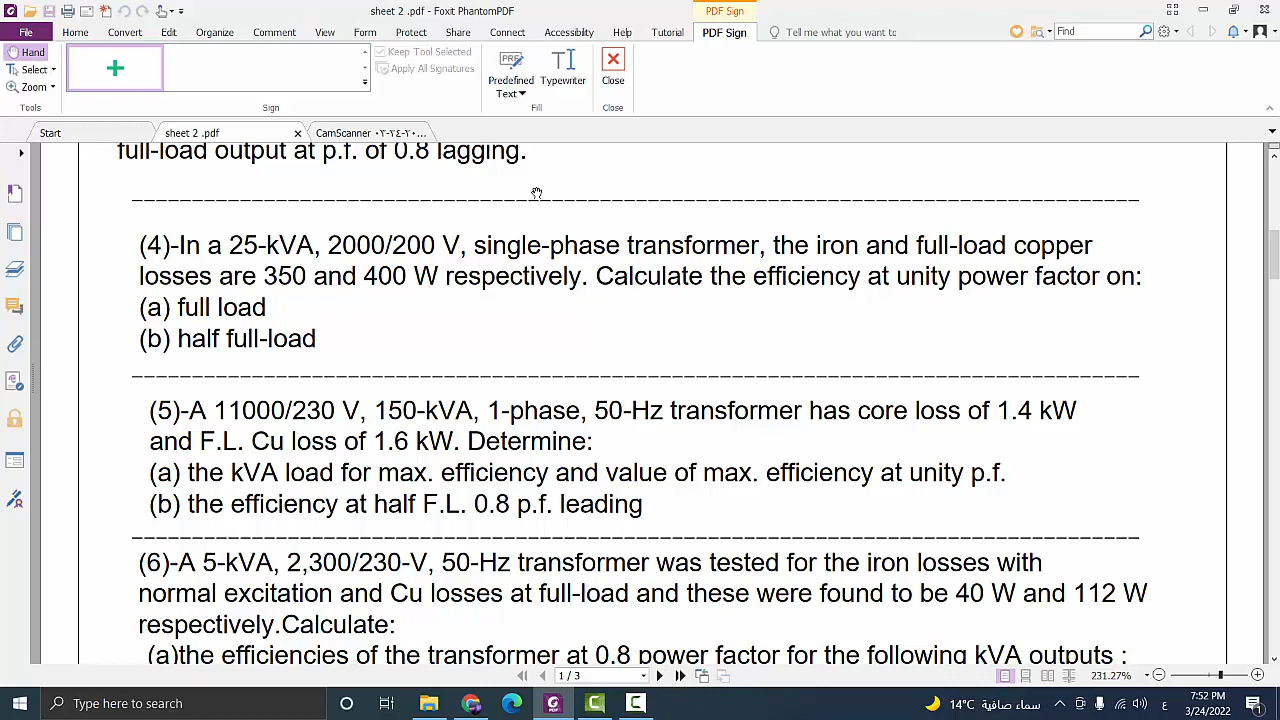 sheet 2 .pdf - Foxit PhantomPDF
PDF Sign
File
Home
Convert
Edit
Organize
Comment
View
Form
Protect
Share
Connect
Accessibility
Help
Tutorial
PDF Sign
Tell me what you want to
Find
Hand
Select
Zoom
Tools
Keep Tool Selected
Apply All Signatures
Sign
PRE
Predefined
Text
Typewriter
Fill
Close
Close
Start
sheet 2 .pdf
full-load output at p.f. of 0.8 lagging.
(4)-In a 25-kVA, 2000/200 V, single-phase transformer, the iron and full-load copper
losses are 350 and 400 W respectively. Calculate the efficiency at unity power factor on:
(a) full load
(b) half full-load
(5)-A 11000/230 V, 150-kVA, 1-phase, 50-Hz transformer has core loss of 1.4 kW
and F.L. Cu loss of 1.6 kW. Determine:
(a) the kVA load for max. efficiency and value of max. efficiency at unity p.f.
(b) the efficiency at half F.L. 0.8 p.f. leading
(6)-A 5-kVA, 2,300/230-V, 50-Hz transformer was tested for the iron losses with
normal excitation and Cu losses at full-load and these were found to be 40 W and 112 W
respectively.Calculate:
(a)the efficiencies of the transformer at 0.8 power factor for the following kVA outputs :
1 / 3
231.27%
Type here to search
14°C سماء صافية
ع
7:52 PM
3/24/2022